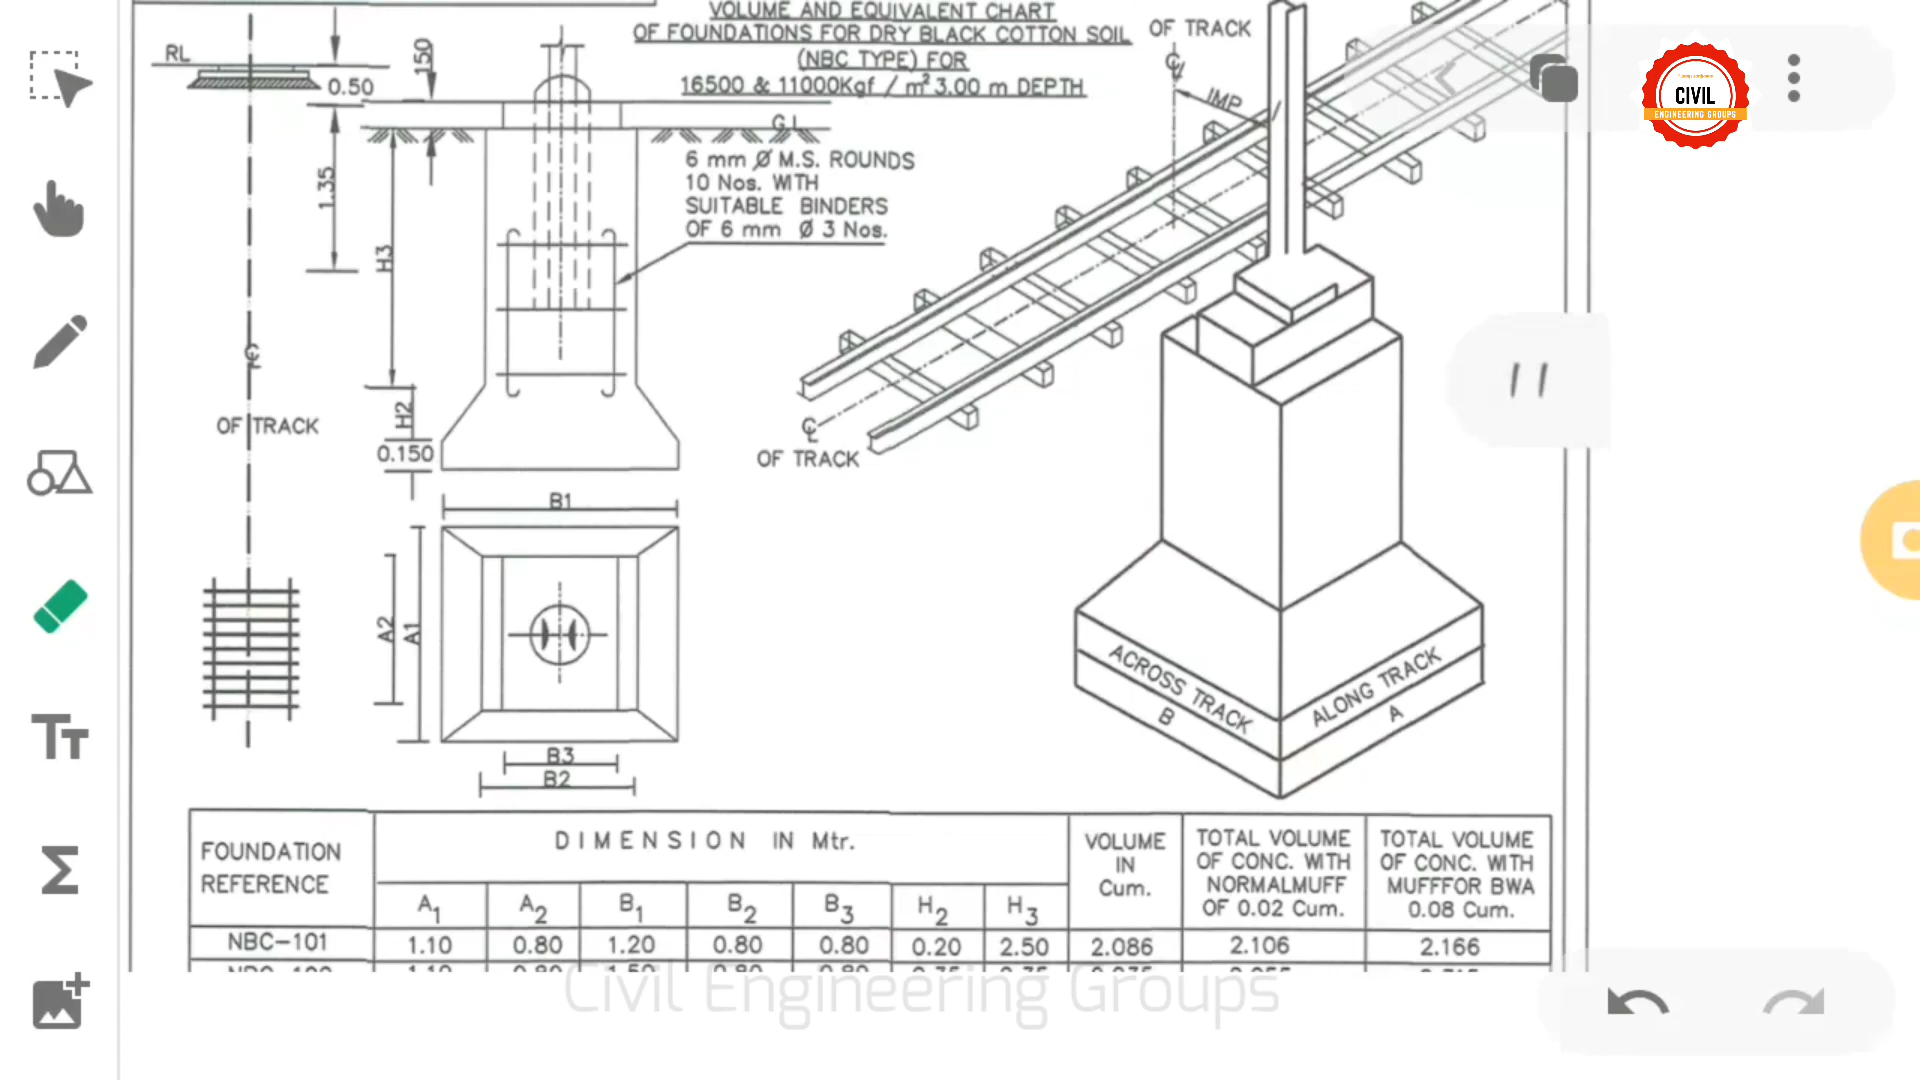 VOLUME AND EQUIVALENT CHART
OF FOUNDATIONS FOR DRY BLACK COTTON SOIL
(NBC TYPE) FOR
16500 & 11000Kgf / m² 3.00 m DEPTH
OF TRACK
℄
IMP
RL
0.50
150
G.L
1.35
H3
6 mm Ø M.S. ROUNDS
10 Nos. WITH
SUITABLE BINDERS
OF 6 mm Ø 3 Nos.
℄
OF TRACK
H2
0.150
℄
OF TRACK
B1
A2
A1
B3
B2
ACROSS TRACK
B
ALONG TRACK
A
FOUNDATION
REFERENCE
DIMENSION IN Mtr.
VOLUME
IN
Cum.
TOTAL VOLUME
OF CONC. WITH
NORMALMUFF
OF 0.02 Cum.
TOTAL VOLUME
OF CONC. WITH
MUFFFOR BWA
0.08 Cum.
A1 A2 B1 B2 B3 H2 H3
NBC-101 1.10 0.80 1.20 0.80 0.80 0.20 2.50 2.086 2.106 2.166
Civil Engineering Groups
CIVIL
ENGINEERING GROUPS
Tt